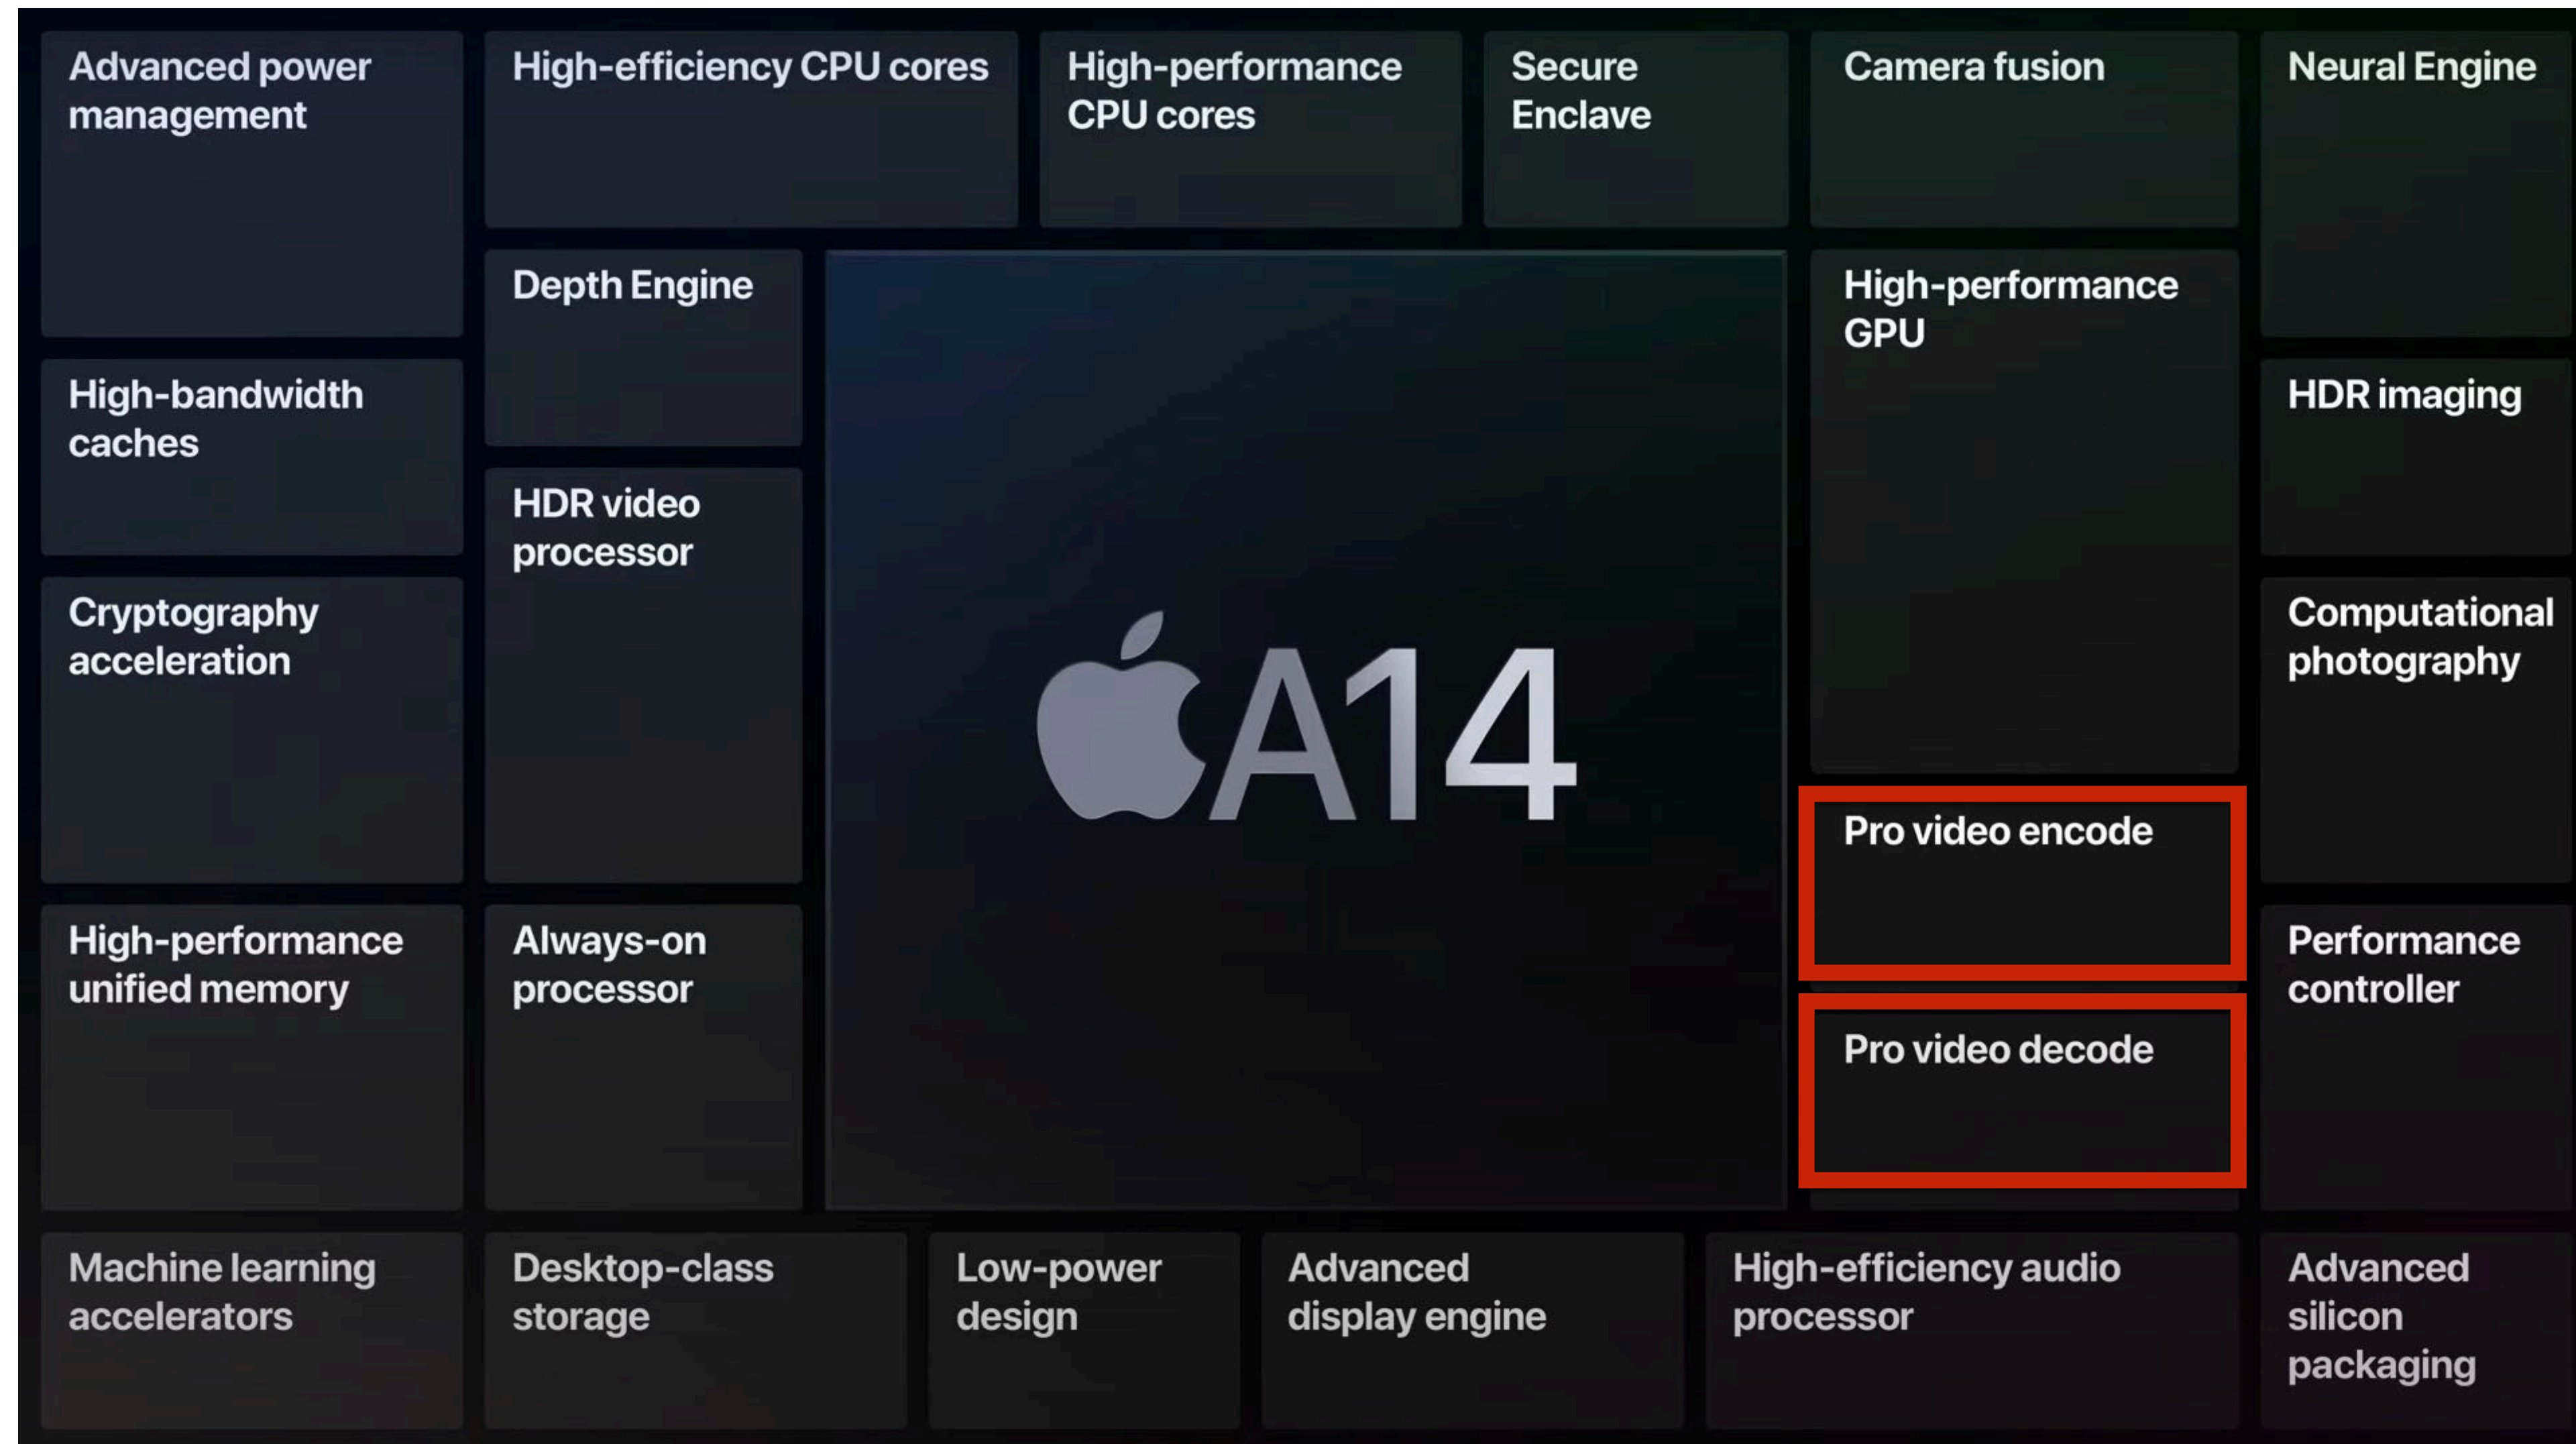 Advanced power
management
High-efficiency CPU cores
High-performance
CPU cores
Secure
Enclave
Camera fusion
Neural Engine
Depth Engine
High-performance
GPU
High-bandwidth
caches
HDR imaging
HDR video
processor
Cryptography
acceleration
A14
Computational
photography
Pro video encode
High-performance
unified memory
Always-on
processor
Performance
controller
Pro video decode
Machine learning
accelerators
Desktop-class
storage
Low-power
design
Advanced
display engine
High-efficiency audio
processor
Advanced
silicon
packaging